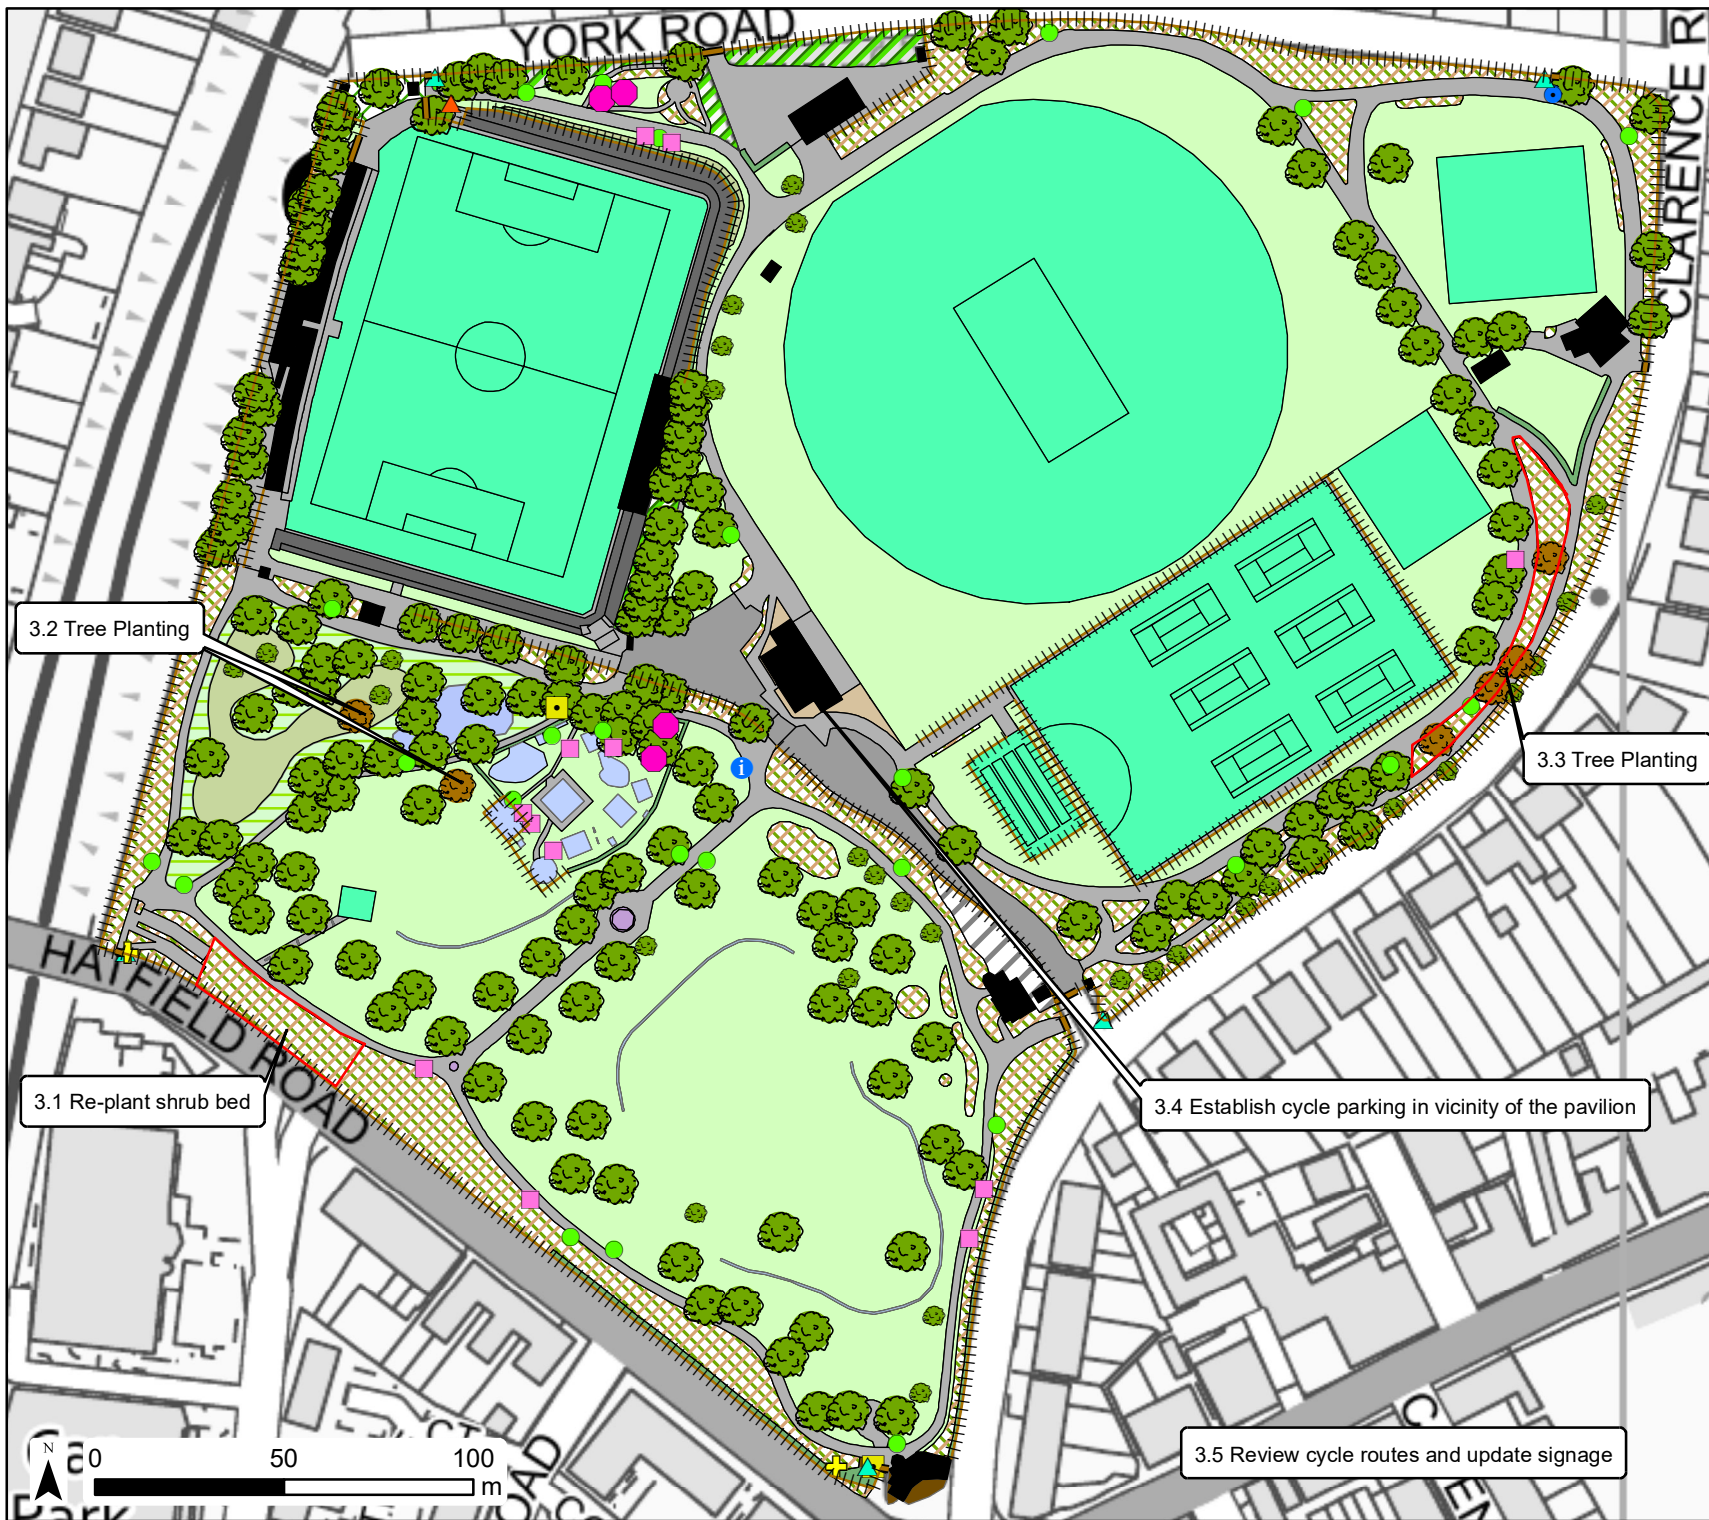 YORK ROAD
CLARENCE R
3.2 Tree Planting
3.3 Tree Planting
HATFIELD ROAD
3.1 Re-plant shrub bed
3.4 Establish cycle parking in vicinity of the pavilion
3.5 Review cycle routes and update signage
N
0 50 100
m
Park
i